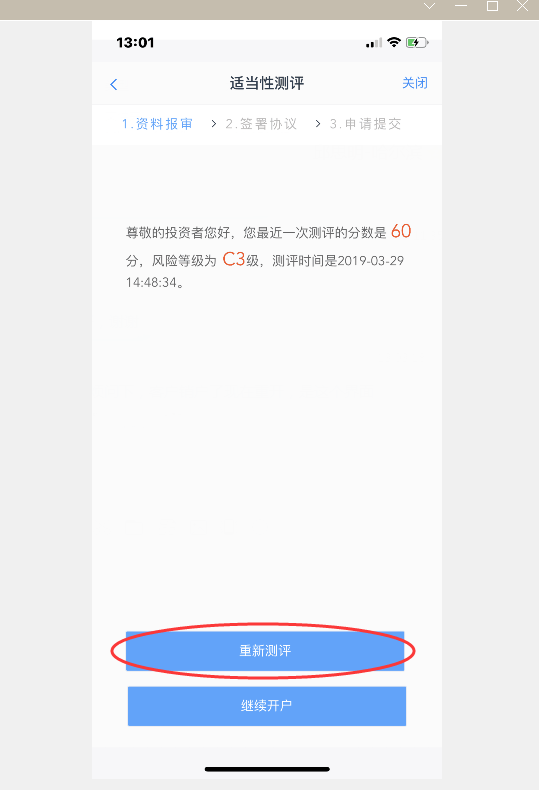 13:01
适当性测评
关闭
1.资料报审 > 2.签署协议 > 3.申请提交
尊敬的投资者您好，您最近一次测评的分数是 60
分，风险等级为 C3级，测评时间是2019-03-29
14:48:34。
重新测评
继续开户